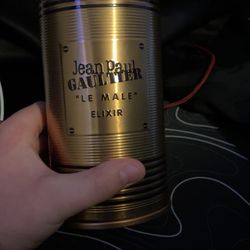 Jean Paul
GAULTIER
"LE MALE"
ELIXIR